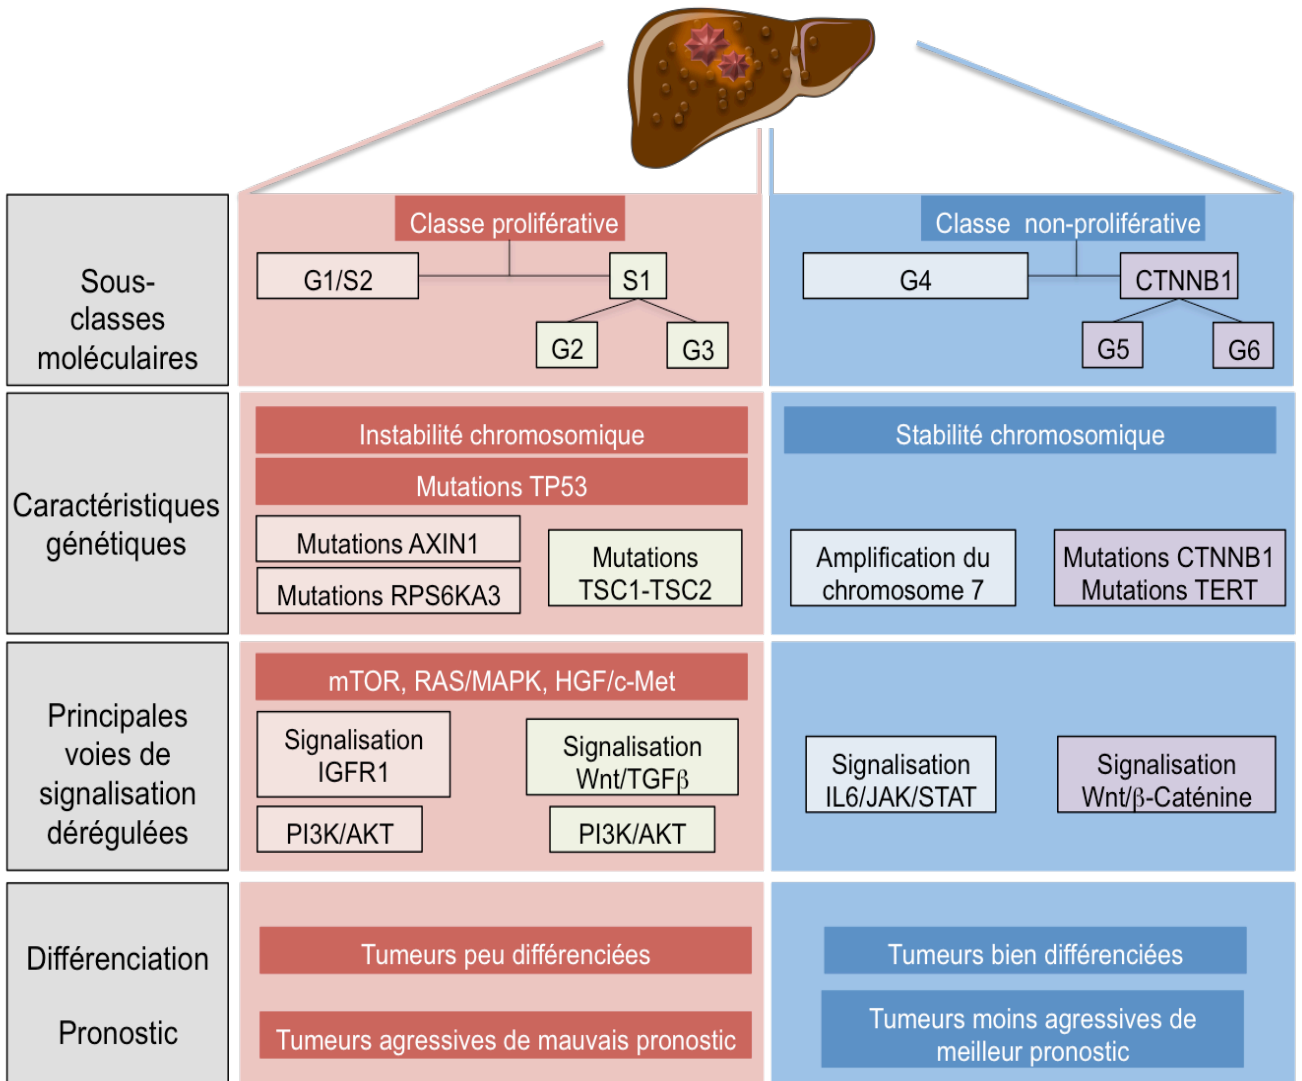 Classe proliférative
Classe non-proliférative
Sous-
classes
moléculaires
G1/S2
S1
G2
G3
G4
CTNNB1
G5
G6
Caractéristiques
génétiques
Instabilité chromosomique
Mutations TP53
Mutations AXIN1
Mutations RPS6KA3
Mutations
TSC1-TSC2
Stabilité chromosomique
Amplification du
chromosome 7
Mutations CTNNB1
Mutations TERT
Principales
voies de
signalisation
dérégulées
mTOR, RAS/MAPK, HGF/c-Met
Signalisation
IGFR1
PI3K/AKT
Signalisation
Wnt/TGFβ
PI3K/AKT
Signalisation
IL6/JAK/STAT
Signalisation
Wnt/β-Caténine
Différenciation
Pronostic
Tumeurs peu différenciées
Tumeurs agressives de mauvais pronostic
Tumeurs bien différenciées
Tumeurs moins agressives de
meilleur pronostic